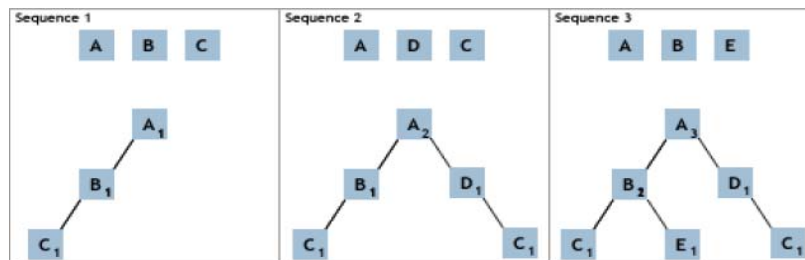 Sequence 1
A B C
A1
B1
C1
Sequence 2
A D C
A2
B1 D1
C1 C1
Sequence 3
A B E
A3
B2 D1
C1 E1 C1